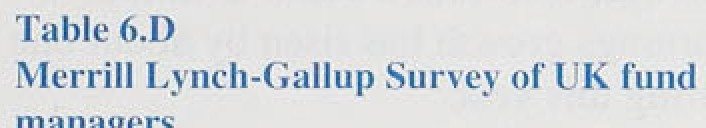 Table 6.D
Merrill Lynch-Gallup Survey of UK fund
managers